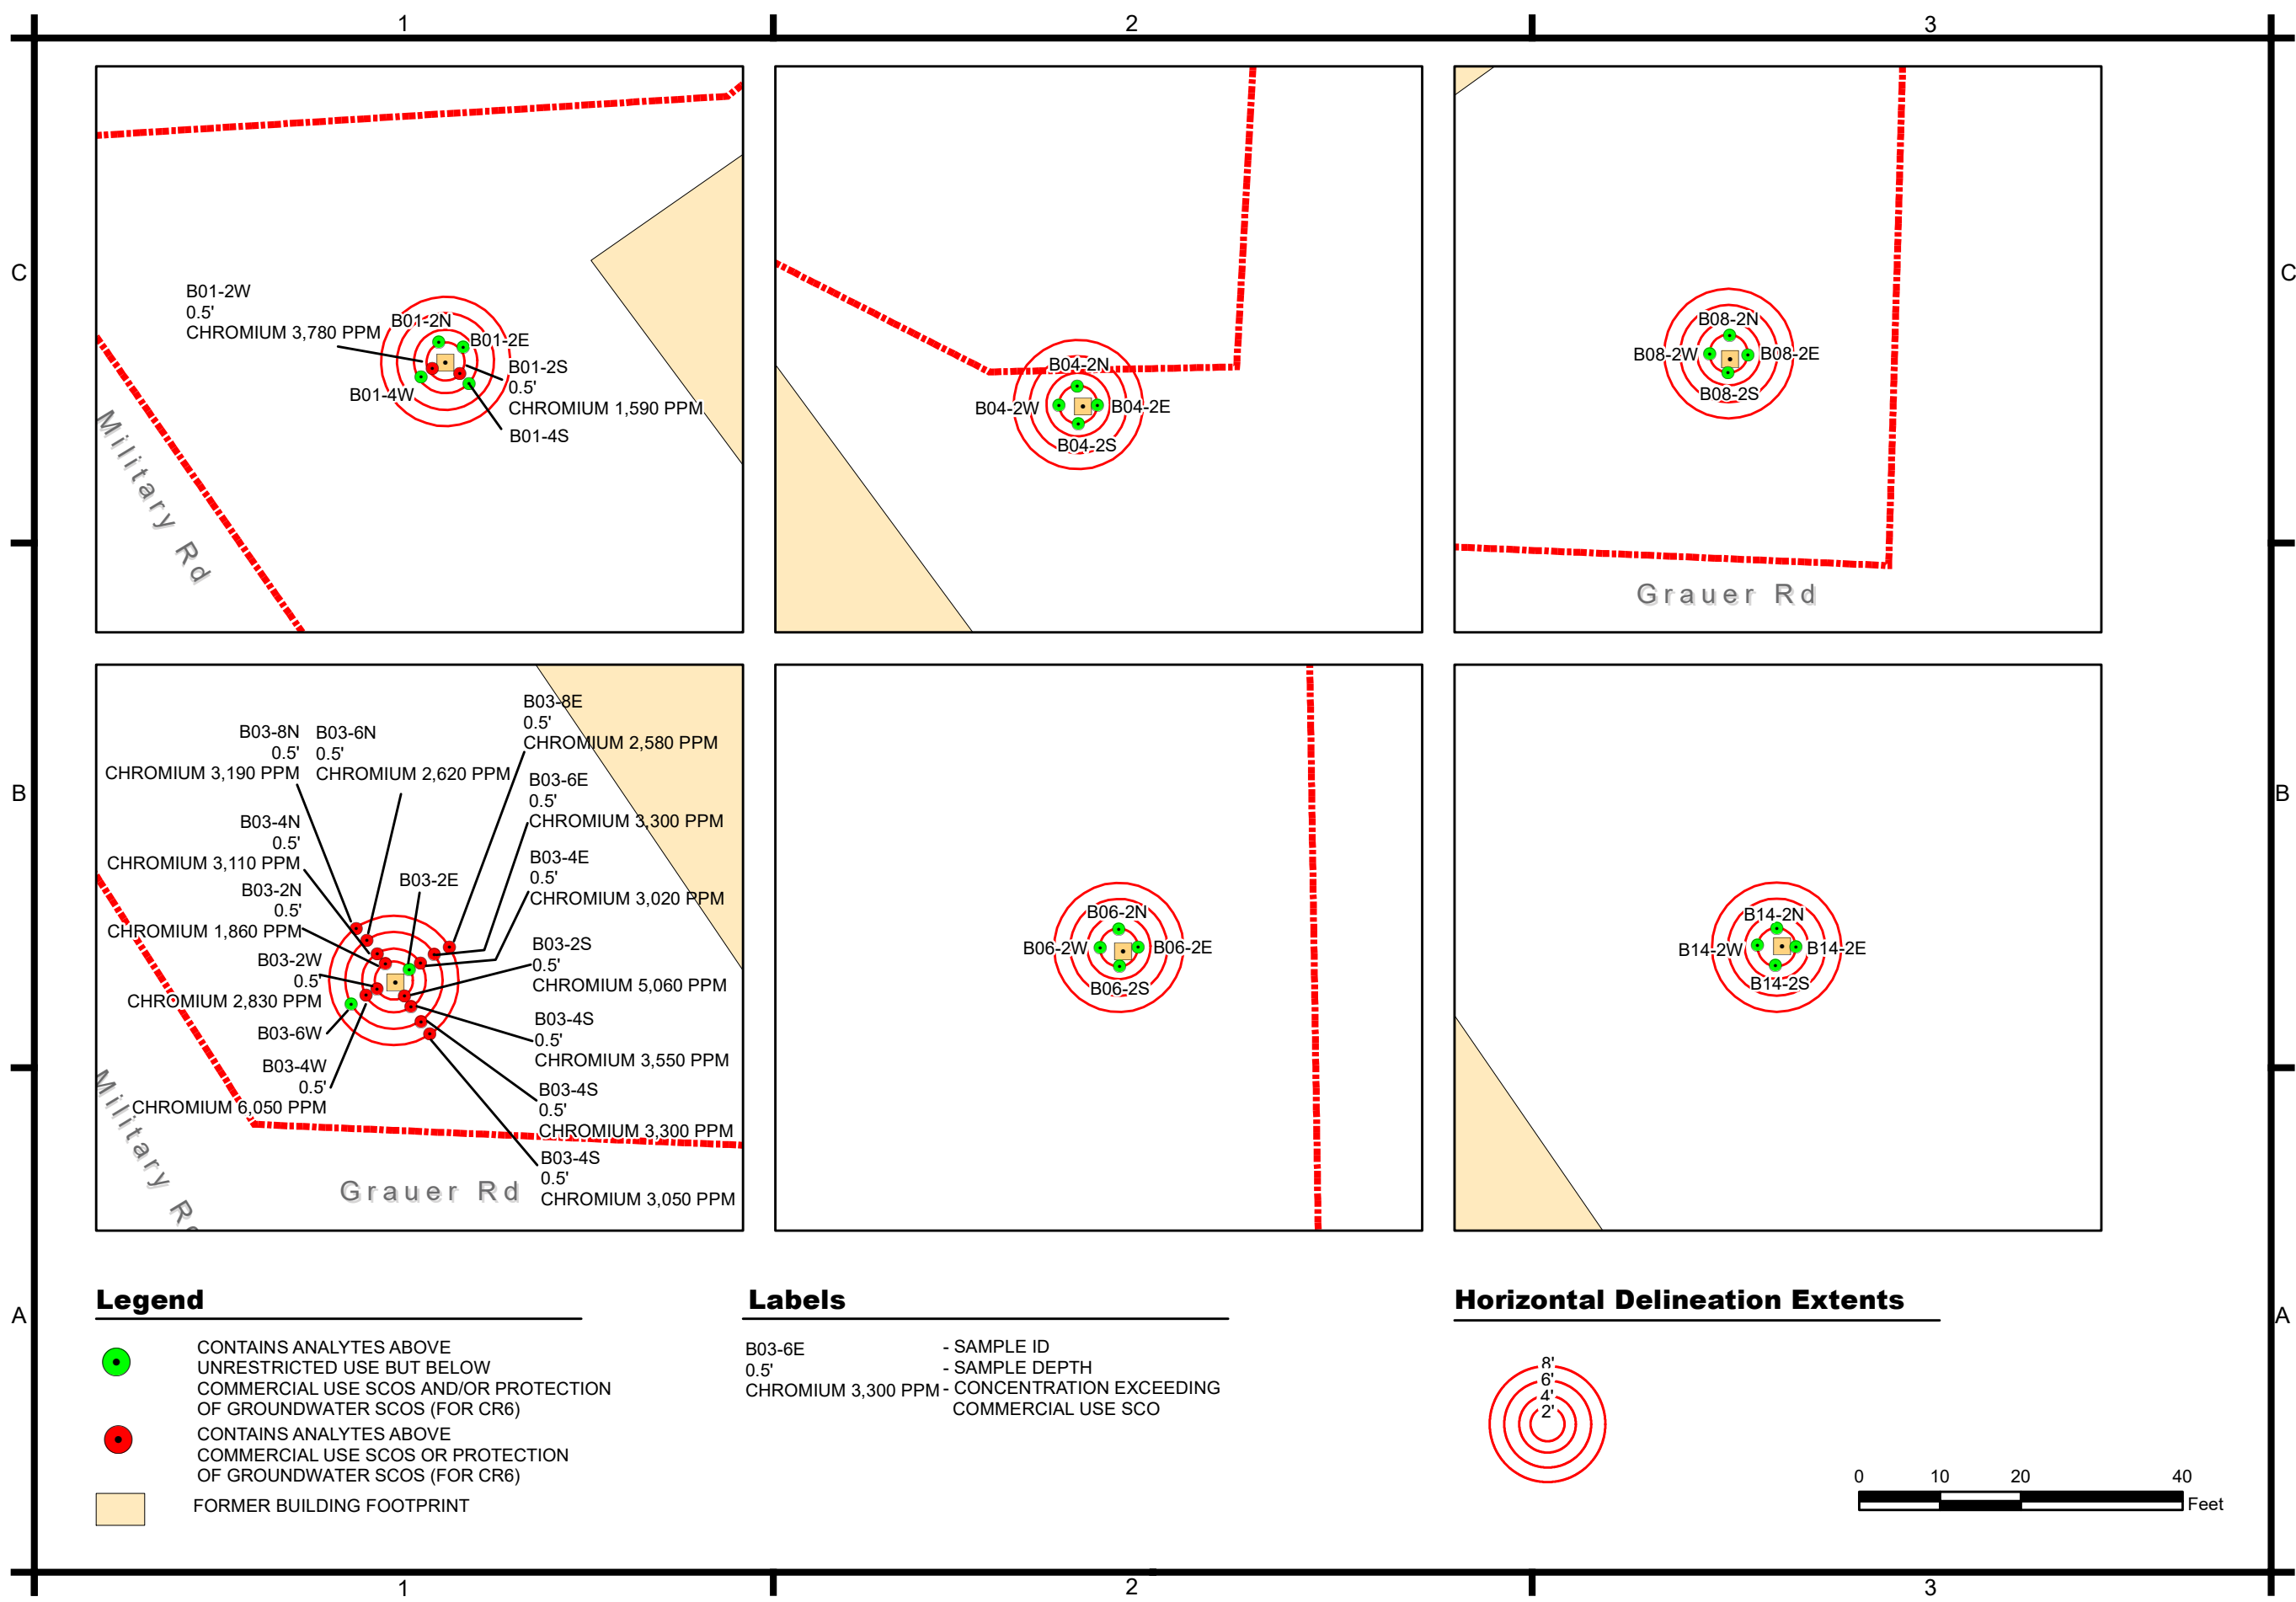 1
2
3
C
C
B01-2W
0.5'
CHROMIUM 3,780 PPM
B01-2N
B01-2E
B01-2S
0.5'
CHROMIUM 1,590 PPM
B01-4W
B01-4S
Military Rd
B04-2N
B04-2W
B04-2E
B04-2S
B08-2N
B08-2W
B08-2E
B08-2S
Grauer Rd
B
B
B03-8N
0.5'
CHROMIUM 3,190 PPM
B03-6N
0.5'
CHROMIUM 2,620 PPM
B03-8E
0.5'
CHROMIUM 2,580 PPM
B03-6E
0.5'
CHROMIUM 3,300 PPM
B03-4N
0.5'
CHROMIUM 3,110 PPM
B03-4E
0.5'
CHROMIUM 3,020 PPM
B03-2E
B03-2N
0.5'
CHROMIUM 1,860 PPM
B03-2S
0.5'
CHROMIUM 5,060 PPM
B03-2W
0.5'
CHROMIUM 2,830 PPM
B03-6W
B03-4S
0.5'
CHROMIUM 3,550 PPM
B03-4W
0.5'
CHROMIUM 6,050 PPM
B03-4S
0.5'
CHROMIUM 3,300 PPM
B03-4S
0.5'
CHROMIUM 3,050 PPM
Military R
Grauer Rd
B06-2N
B06-2W
B06-2E
B06-2S
B14-2N
B14-2W
B14-2E
B14-2S
A
A
Legend
CONTAINS ANALYTES ABOVE
UNRESTRICTED USE BUT BELOW
COMMERCIAL USE SCOS AND/OR PROTECTION
OF GROUNDWATER SCOS (FOR CR6)
CONTAINS ANALYTES ABOVE
COMMERCIAL USE SCOS OR PROTECTION
OF GROUNDWATER SCOS (FOR CR6)
FORMER BUILDING FOOTPRINT
Labels
B03-6E - SAMPLE ID
0.5' - SAMPLE DEPTH
CHROMIUM 3,300 PPM - CONCENTRATION EXCEEDING
COMMERCIAL USE SCO
Horizontal Delineation Extents
8'
6'
4'
2'
0 10 20 40
Feet
1
2
3